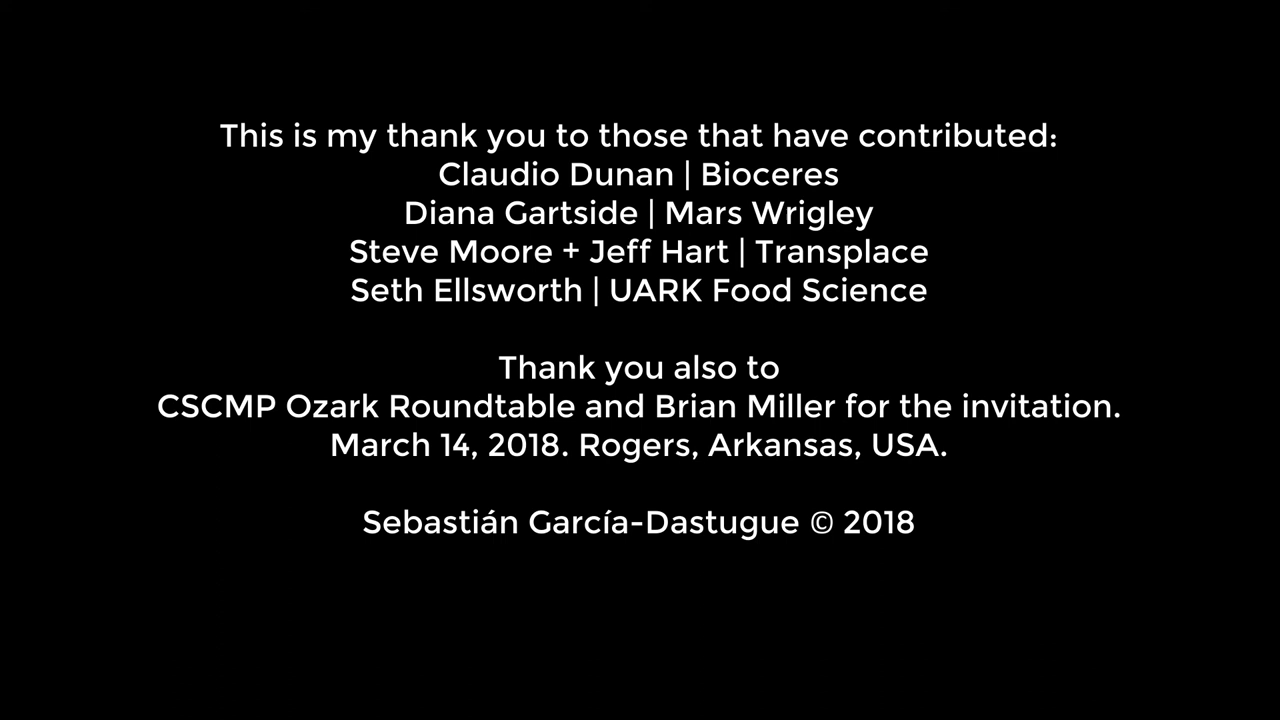 This is my thank you to those that have contributed:
Claudio Dunan | Bioceres
Diana Gartside | Mars Wrigley
Steve Moore + Jeff Hart | Transplace
Seth Ellsworth | UARK Food Science
Thank you also to
CSCMP Ozark Roundtable and Brian Miller for the invitation.
March 14, 2018. Rogers, Arkansas, USA.
Sebastián García-Dastugue © 2018